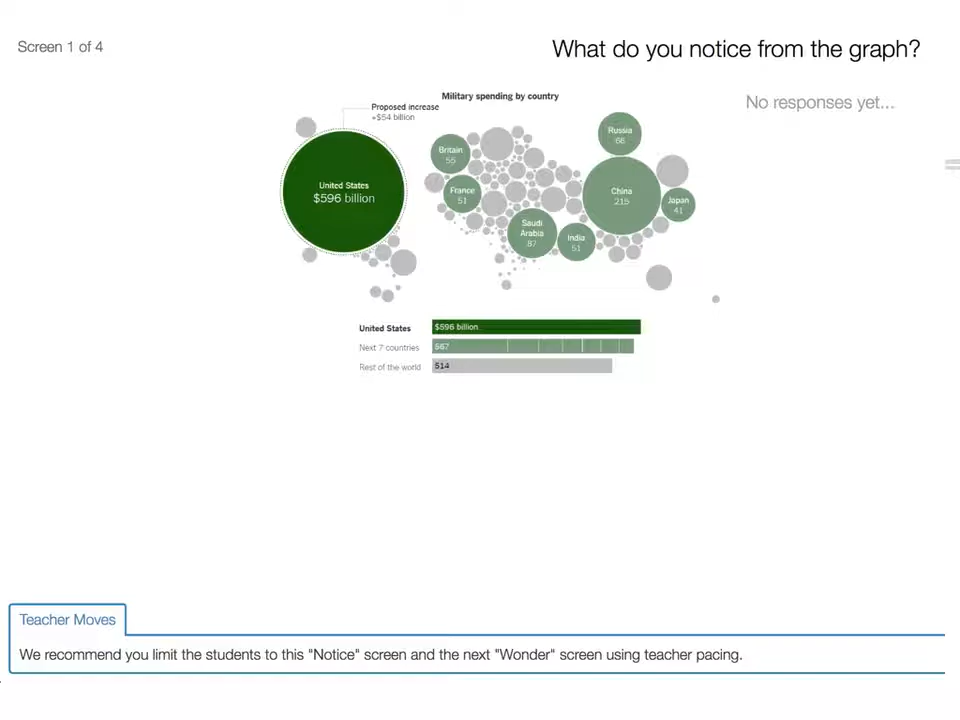 Screen 1 of 4
What do you notice from the graph?
No responses yet...
Military spending by country
Proposed increase
+$54 billion
United States
$596 billion
Britain
55
France
51
Saudi
Arabia
87
India
51
Russia
66
China
215
Japan
41
United States
$596 billion
Next 7 countries
567
Rest of the world
514
Teacher Moves
We recommend you limit the students to this "Notice" screen and the next "Wonder" screen using teacher pacing.